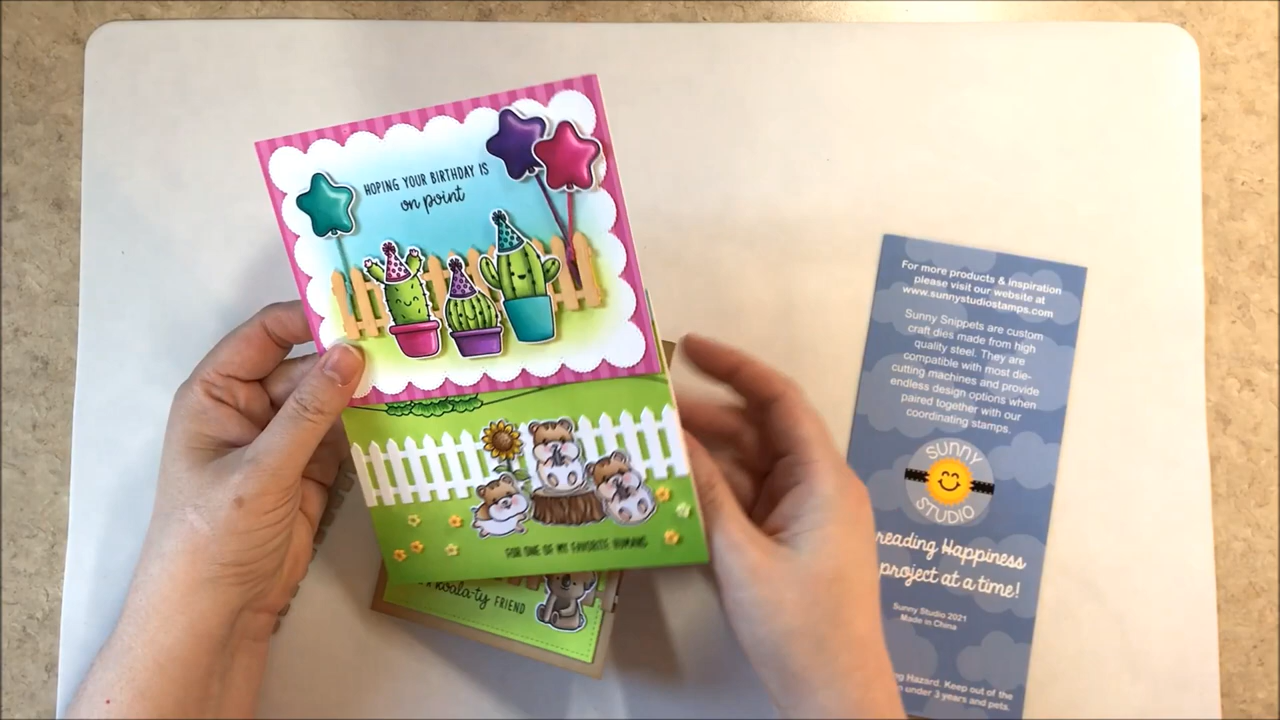 HOPING YOUR BIRTHDAY IS
on point
FOR ONE OF MY FAVORITE HUMANS
koala-ty FRIEND
For more products & inspiration
please visit our website at
www.sunnystudiostamps.com
Sunny Snippets are custom
craft dies made from high
quality steel. They are
compatible with most die-
cutting machines and provide
endless design options when
paired together with our
coordinating stamps.
SUNNY
STUDIO
reading Happiness
project at a time!
Sunny Studio 2021
Made in China
Hazard. Keep out of the
under 3 years and pets.